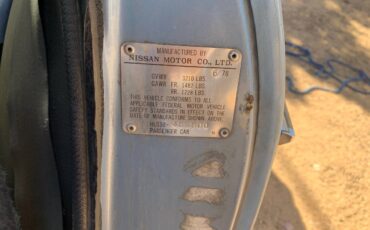 MANUFACTURED BY
NISSAN MOTOR CO., LTD.
6/78
GVWR 3210 LBS
GAWR FR. 1482 LBS
RR. 1728 LBS
THIS VEHICLE CONFORMS TO ALL
APPLICABLE FEDERAL MOTOR VEHICLE
SAFETY STANDARDS IN EFFECT ON THE
DATE OF MANUFACTURE SHOWN ABOVE.
PASSENGER CAR